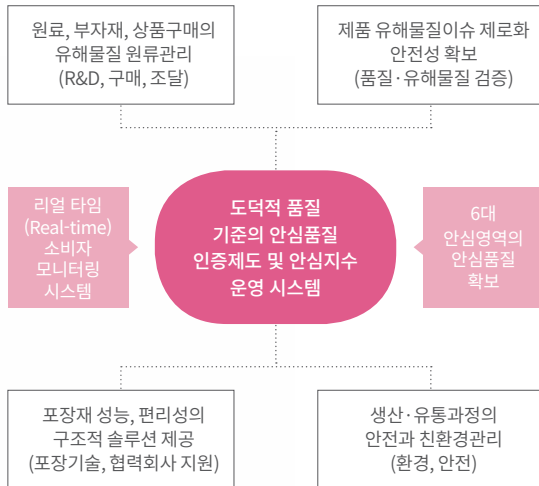 원료, 부자재, 상품구매의
유해물질 원류관리
(R&D, 구매, 조달)
제품 유해물질이슈 제로화
안전성 확보
(품질·유해물질 검증)
리얼 타임
(Real-time)
소비자
모니터링
시스템
도덕적 품질
기준의 안심품질
인증제도 및 안심지수
운영 시스템
6대
안심영역의
안심품질
확보
포장재 성능, 편리성의
구조적 솔루션 제공
(포장기술, 협력회사 지원)
생산·유통과정의
안전과 친환경관리
(환경, 안전)